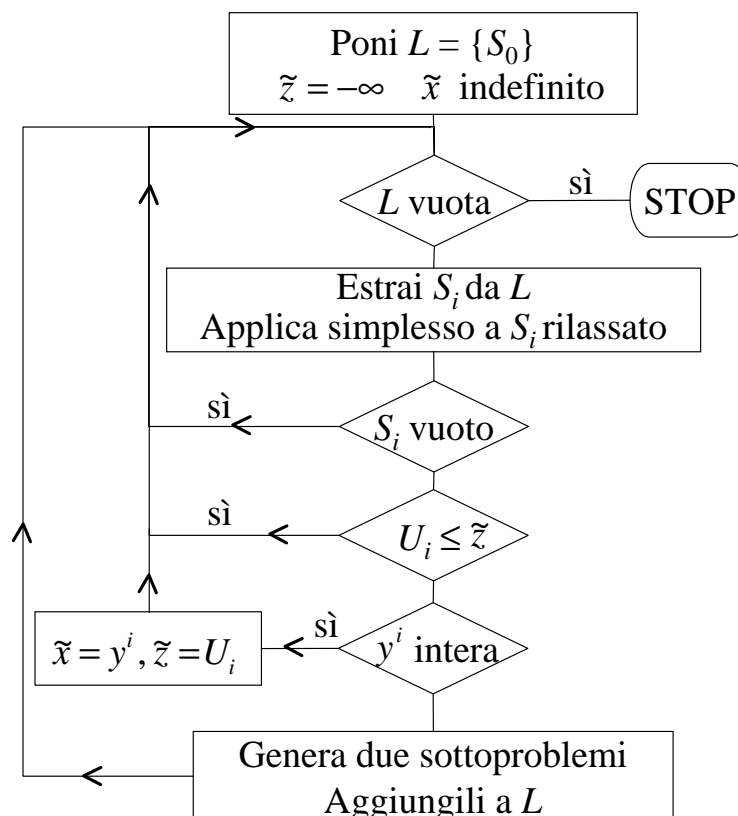 Poni L = {S₀}
z̃ = −∞ x̃ indefinito
L vuota
sì
STOP
Estrai Sᵢ da L
Applica simplesso a Sᵢ rilassato
sì
Sᵢ vuoto
sì
Uᵢ ≤ z̃
x̃ = yⁱ, z̃ = Uᵢ
sì
yⁱ intera
Genera due sottoproblemi
Aggiungili a L